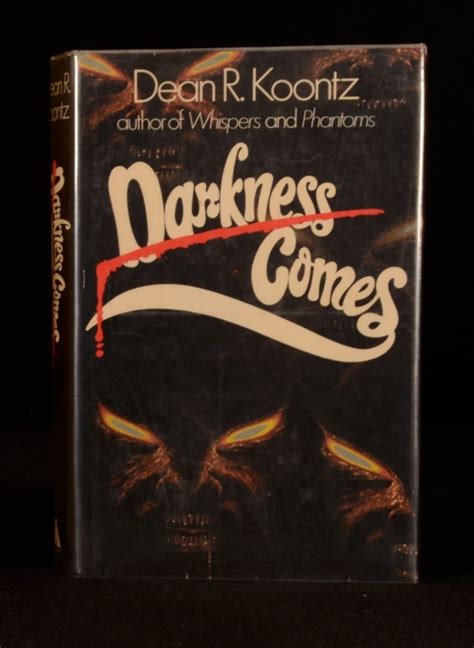 Dean R.
Koontz
Darkness Comes
Dean R. Koontz
author of Whispers and Phantoms
Darkness
Comes